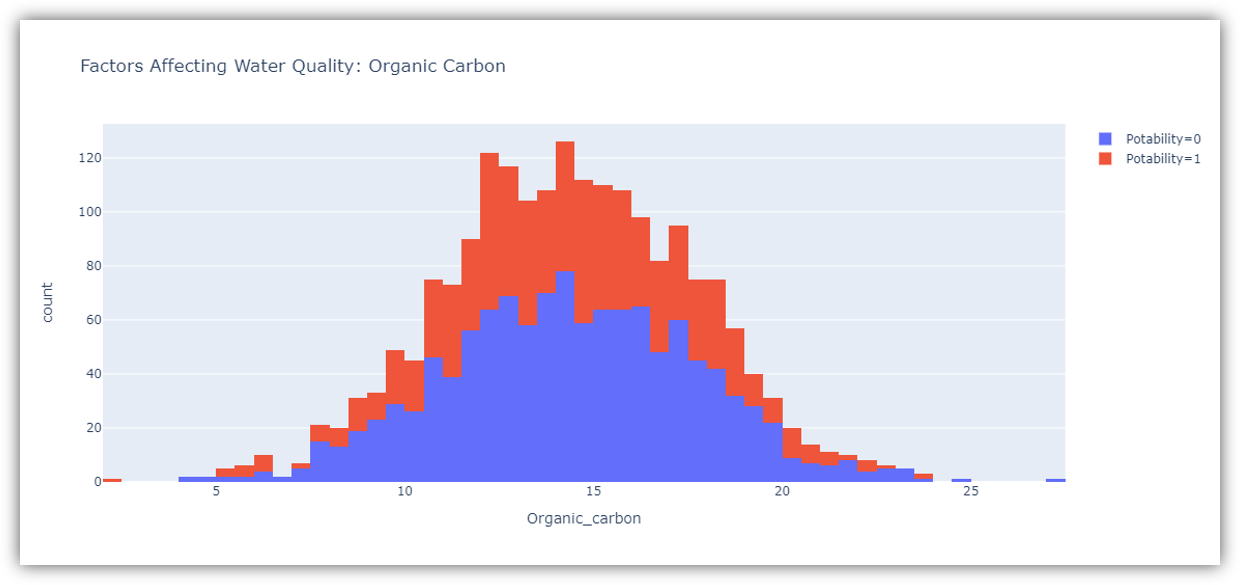 Factors Affecting Water Quality: Organic Carbon
Potability=0
Potability=1
120
100
80
60
40
20
0
count
5 10 15 20 25
Organic_carbon